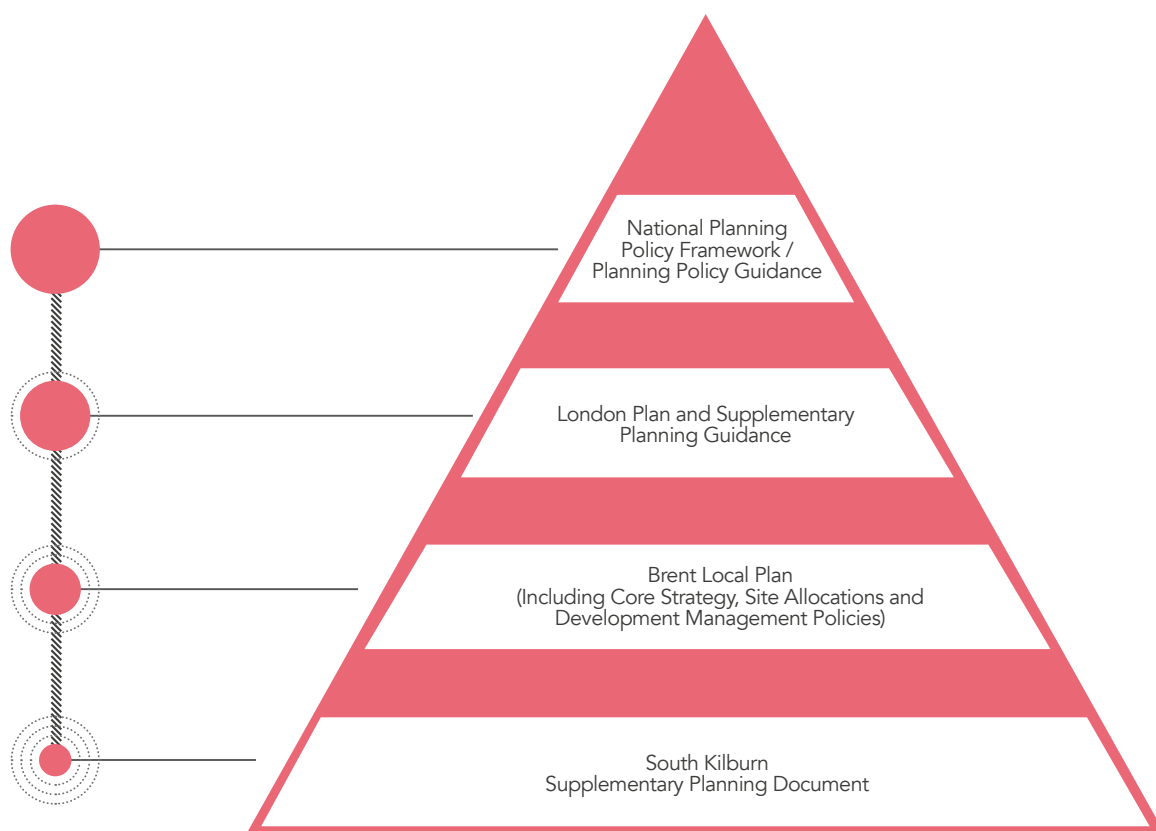 National Planning
Policy Framework /
Planning Policy Guidance
London Plan and Supplementary
Planning Guidance
Brent Local Plan
(Including Core Strategy, Site Allocations and
Development Management Policies)
South Kilburn
Supplementary Planning Document